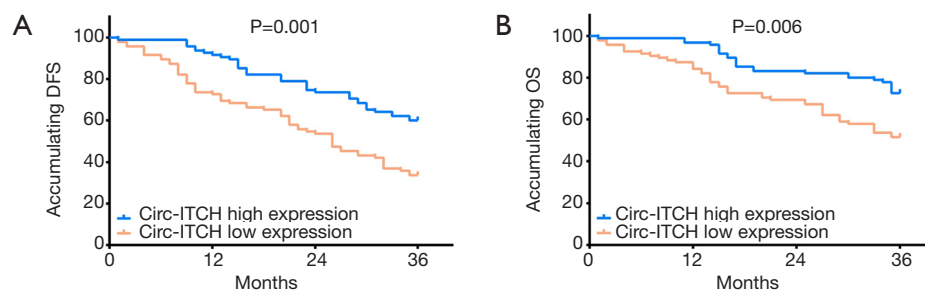 A
P=0.001
Accumulating DFS
100
80
60
40
20
0
Circ-ITCH high expression
Circ-ITCH low expression
0 12 24 36
Months
B
P=0.006
Accumulating OS
100
80
60
40
20
0
Circ-ITCH high expression
Circ-ITCH low expression
0 12 24 36
Months